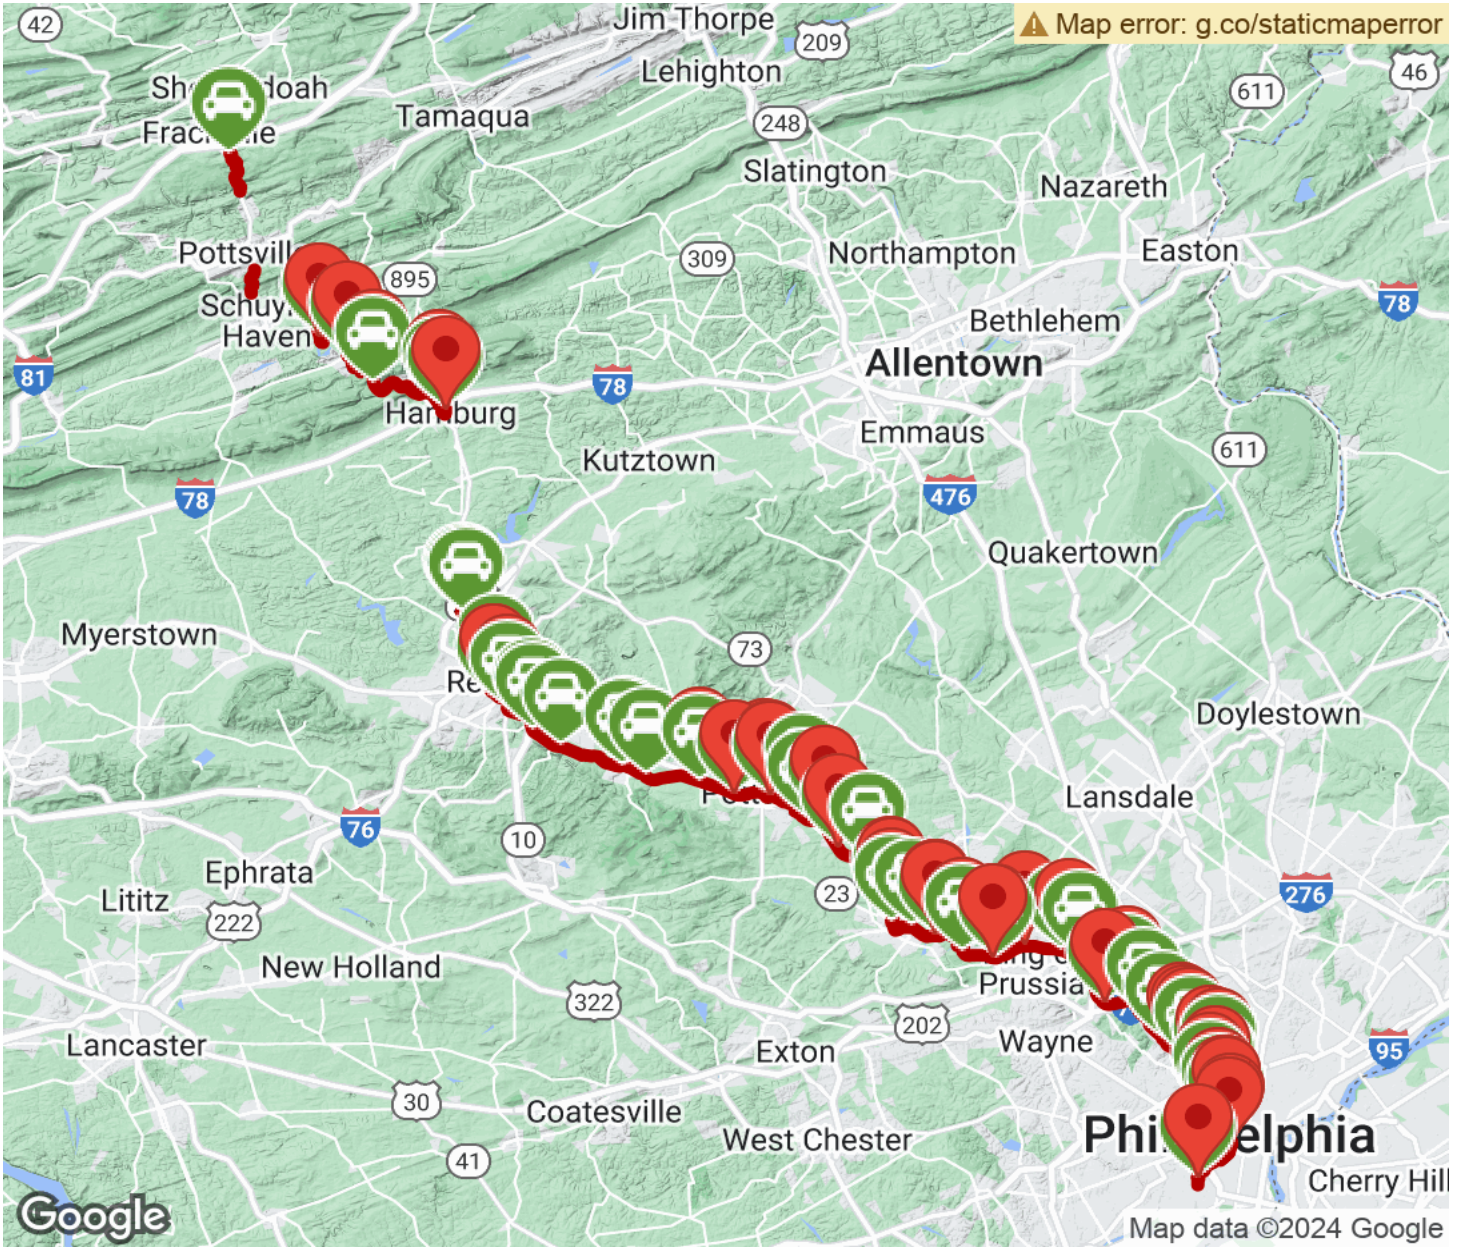 Map error: g.co/staticmaperror
42
Jim Thorpe
209
Lehighton
46
611
Tamaqua
248
Slatington
Nazareth
Northampton
Easton
309
895
78
Bethlehem
Allentown
81
78
Hamburg
Haven
Emmaus
611
Kutztown
476
78
Quakertown
Myerstown
73
Doylestown
Lansdale
76
10
Ephrata
Lititz
23
276
222
New Holland
Prussia
322
202
Wayne
Lancaster
Exton
95
30
Coatesville
West Chester
Philadelphia
41
Cherry Hill
Google
Map data ©2024 Google